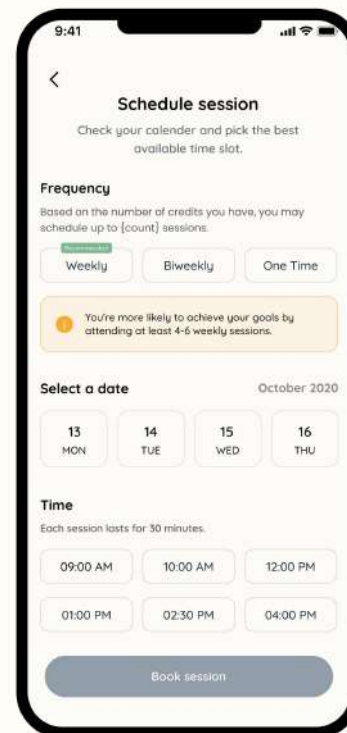 9:41
Schedule session
Check your calender and pick the best
available time slot.
Frequency
Based on the number of credits you have, you may
schedule up to {count} sessions.
Recommended
Weekly Biweekly One Time
You're more likely to achieve your goals by
attending at least 4-6 weekly sessions.
Select a date October 2020
13 14 15 16
MON TUE WED THU
Time
Each session lasts for 30 minutes.
09:00 AM 10:00 AM 12:00 PM
01:00 PM 02:30 PM 04:00 PM
Book session